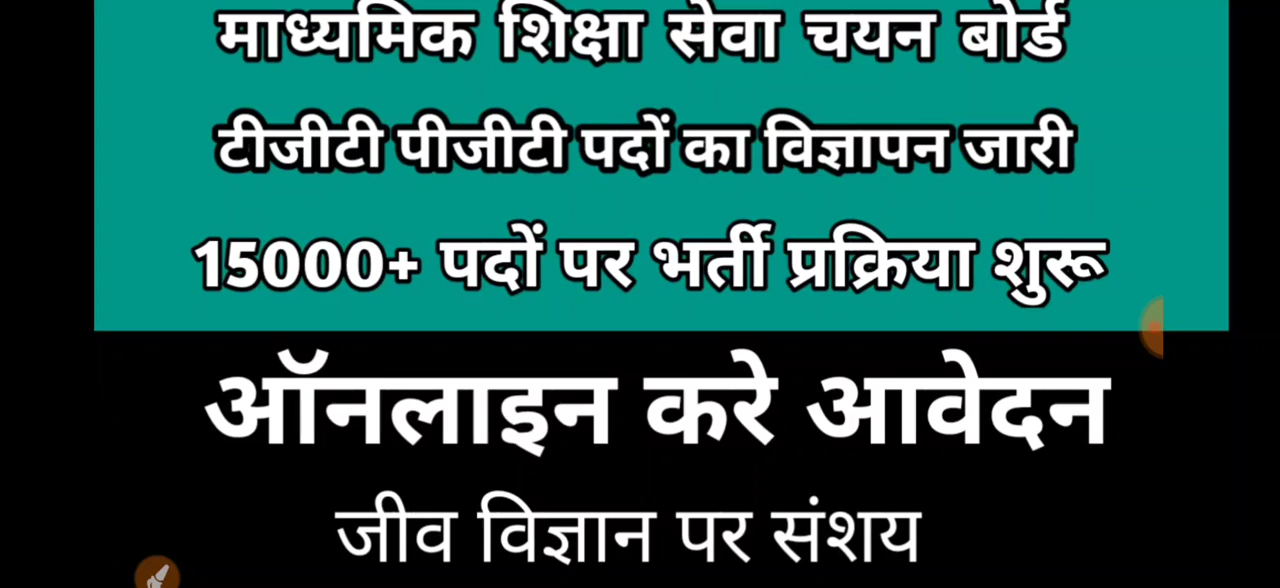 माध्यमिक शिक्षा सेवा चयन बोर्ड
टीजीटी पीजीटी पदों का विज्ञापन जारी
15000+ पदों पर भर्ती प्रक्रिया शुरू
ऑनलाइन करे आवेदन
जीव विज्ञान पर संशय